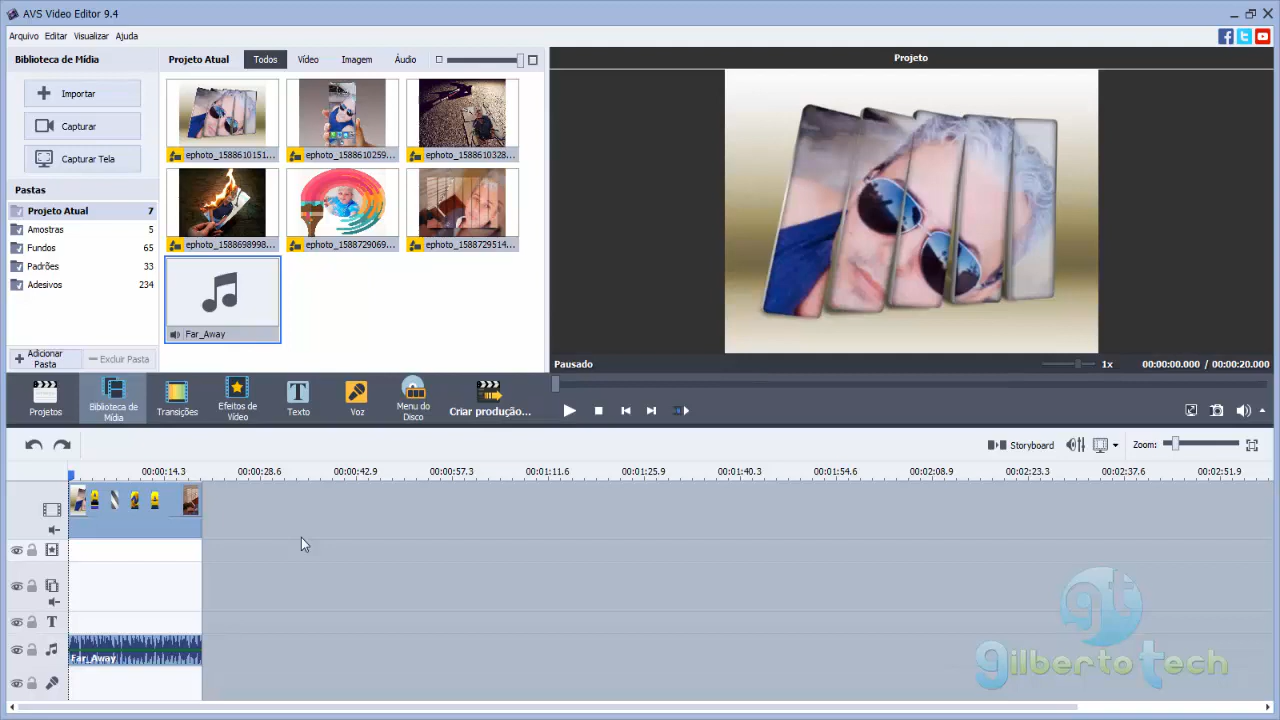 AVS Video Editor 9.4
Arquivo Editar Visualizar Ajuda
Biblioteca de Mídia
Importar
Capturar
Capturar Tela
Pastas
Projeto Atual 7
Amostras 5
Fundos 65
Padrões 33
Adesivos 234
Adicionar Pasta
Excluir Pasta
Projeto Atual Todos Vídeo Imagem Áudio
ephoto_1588610151... ephoto_1588610259... ephoto_1588610328...
ephoto_1588698998... ephoto_1588729069... ephoto_1588729514...
Far_Away
Projeto
Pausado 1x 00:00:00.000 / 00:00:20.000
Projetos
Biblioteca de Mídia
Transições
Efeitos de Vídeo
Texto
Voz
Menu do Disco
Criar produção...
Storyboard Zoom:
00:00:14.3 00:00:28.6 00:00:42.9 00:00:57.3 00:01:11.6 00:01:25.9 00:01:40.3 00:01:54.6 00:02:08.9 00:02:23.3 00:02:37.6 00:02:51.9
T
Far_Away
gt
gilberto tech